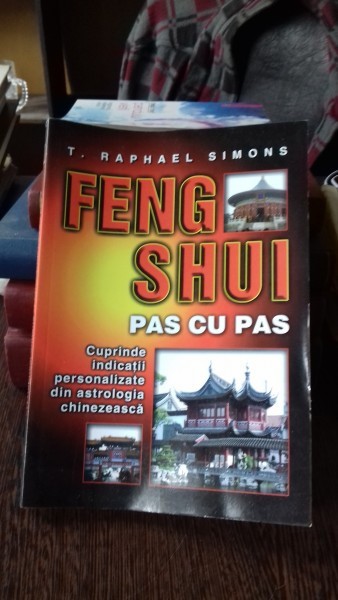 T. RAPHAEL SIMONS
FENG
SHUI
PAS CU PAS
Cuprinde
indicații
personalizate
din astrologia
chinezească